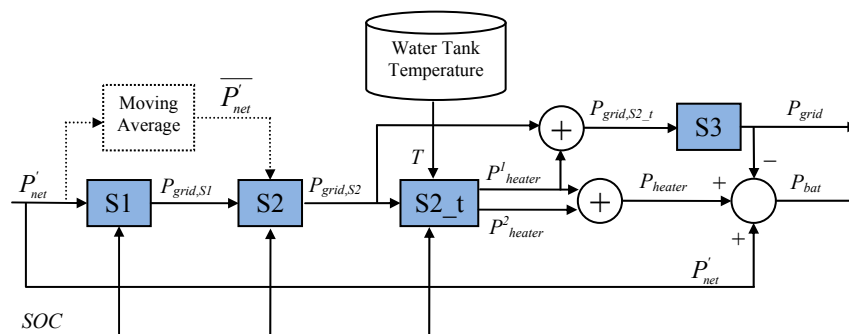 Water Tank
Temperature
Moving
Average
P'net
Pgrid,S2_t
S3
Pgrid
T
P¹heater
−
P'net
Pgrid,S1
Pgrid,S2
S1
S2
S2_t
+
+
Pheater
+
Pbat
P²heater
+
P'net
SOC